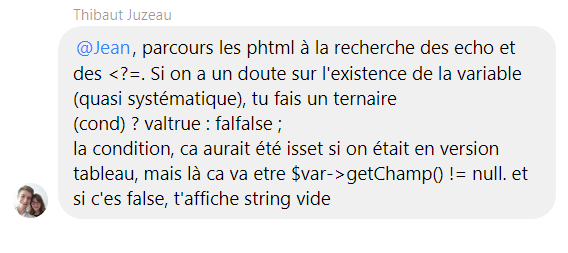 Thibaut Juzeau
@Jean, parcours les phtml à la recherche des echo et
des <?=. Si on a un doute sur l'existence de la variable
(quasi systématique), tu fais un ternaire
(cond) ? valtrue : falfalse ;
la condition, ca aurait été isset si on était en version
tableau, mais là ca va etre $var->getChamp() != null. et
si c'es false, t'affiche string vide